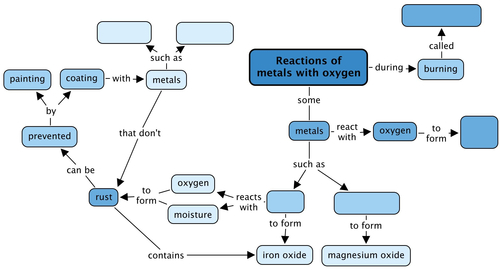 such as
called
Reactions of
metals with oxygen
during
burning
painting
coating
with
metals
by
some
that don't
prevented
metals
react
with
oxygen
to
form
can be
such as
oxygen
to
form
reacts
with
rust
moisture
to form
to form
contains
iron oxide
magnesium oxide